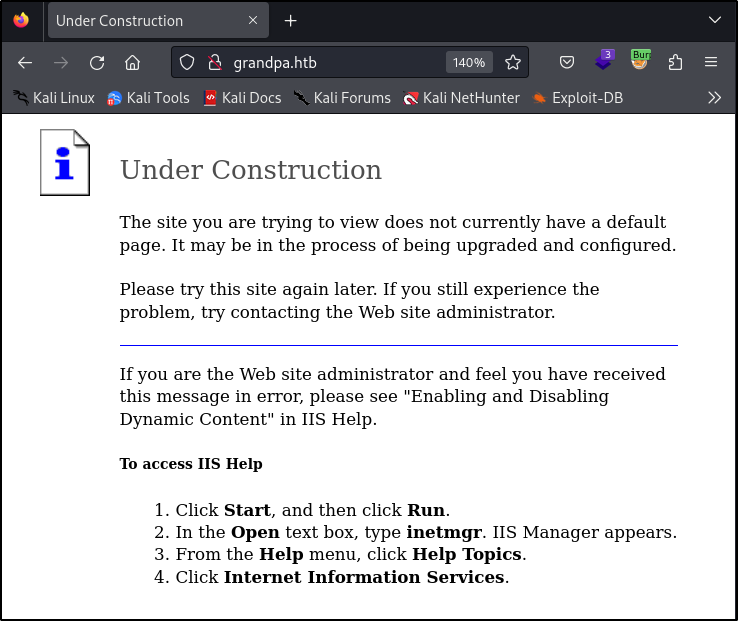 Under Construction
grandpa.htb
140%
3
Burr
Kali Linux
Kali Tools
Kali Docs
Kali Forums
Kali NetHunter
Exploit-DB
Under Construction
The site you are trying to view does not currently have a default
page. It may be in the process of being upgraded and configured.
Please try this site again later. If you still experience the
problem, try contacting the Web site administrator.
If you are the Web site administrator and feel you have received
this message in error, please see "Enabling and Disabling
Dynamic Content" in IIS Help.
To access IIS Help
1. Click Start, and then click Run.
2. In the Open text box, type inetmgr. IIS Manager appears.
3. From the Help menu, click Help Topics.
4. Click Internet Information Services.